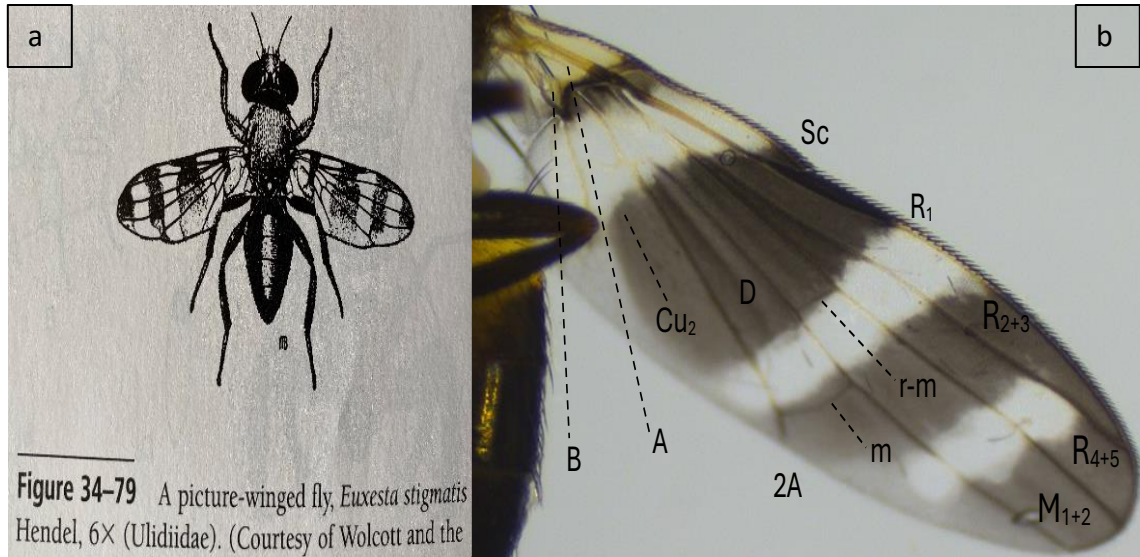 a
b
Sc
R1
R2+3
D
Cu2
r-m
A
B
m
R4+5
2A
M1+2
Figure 34–79 A picture-winged fly, Euxesta stigmatis
Hendel, 6X (Ulidiidae). (Courtesy of Wolcott and the